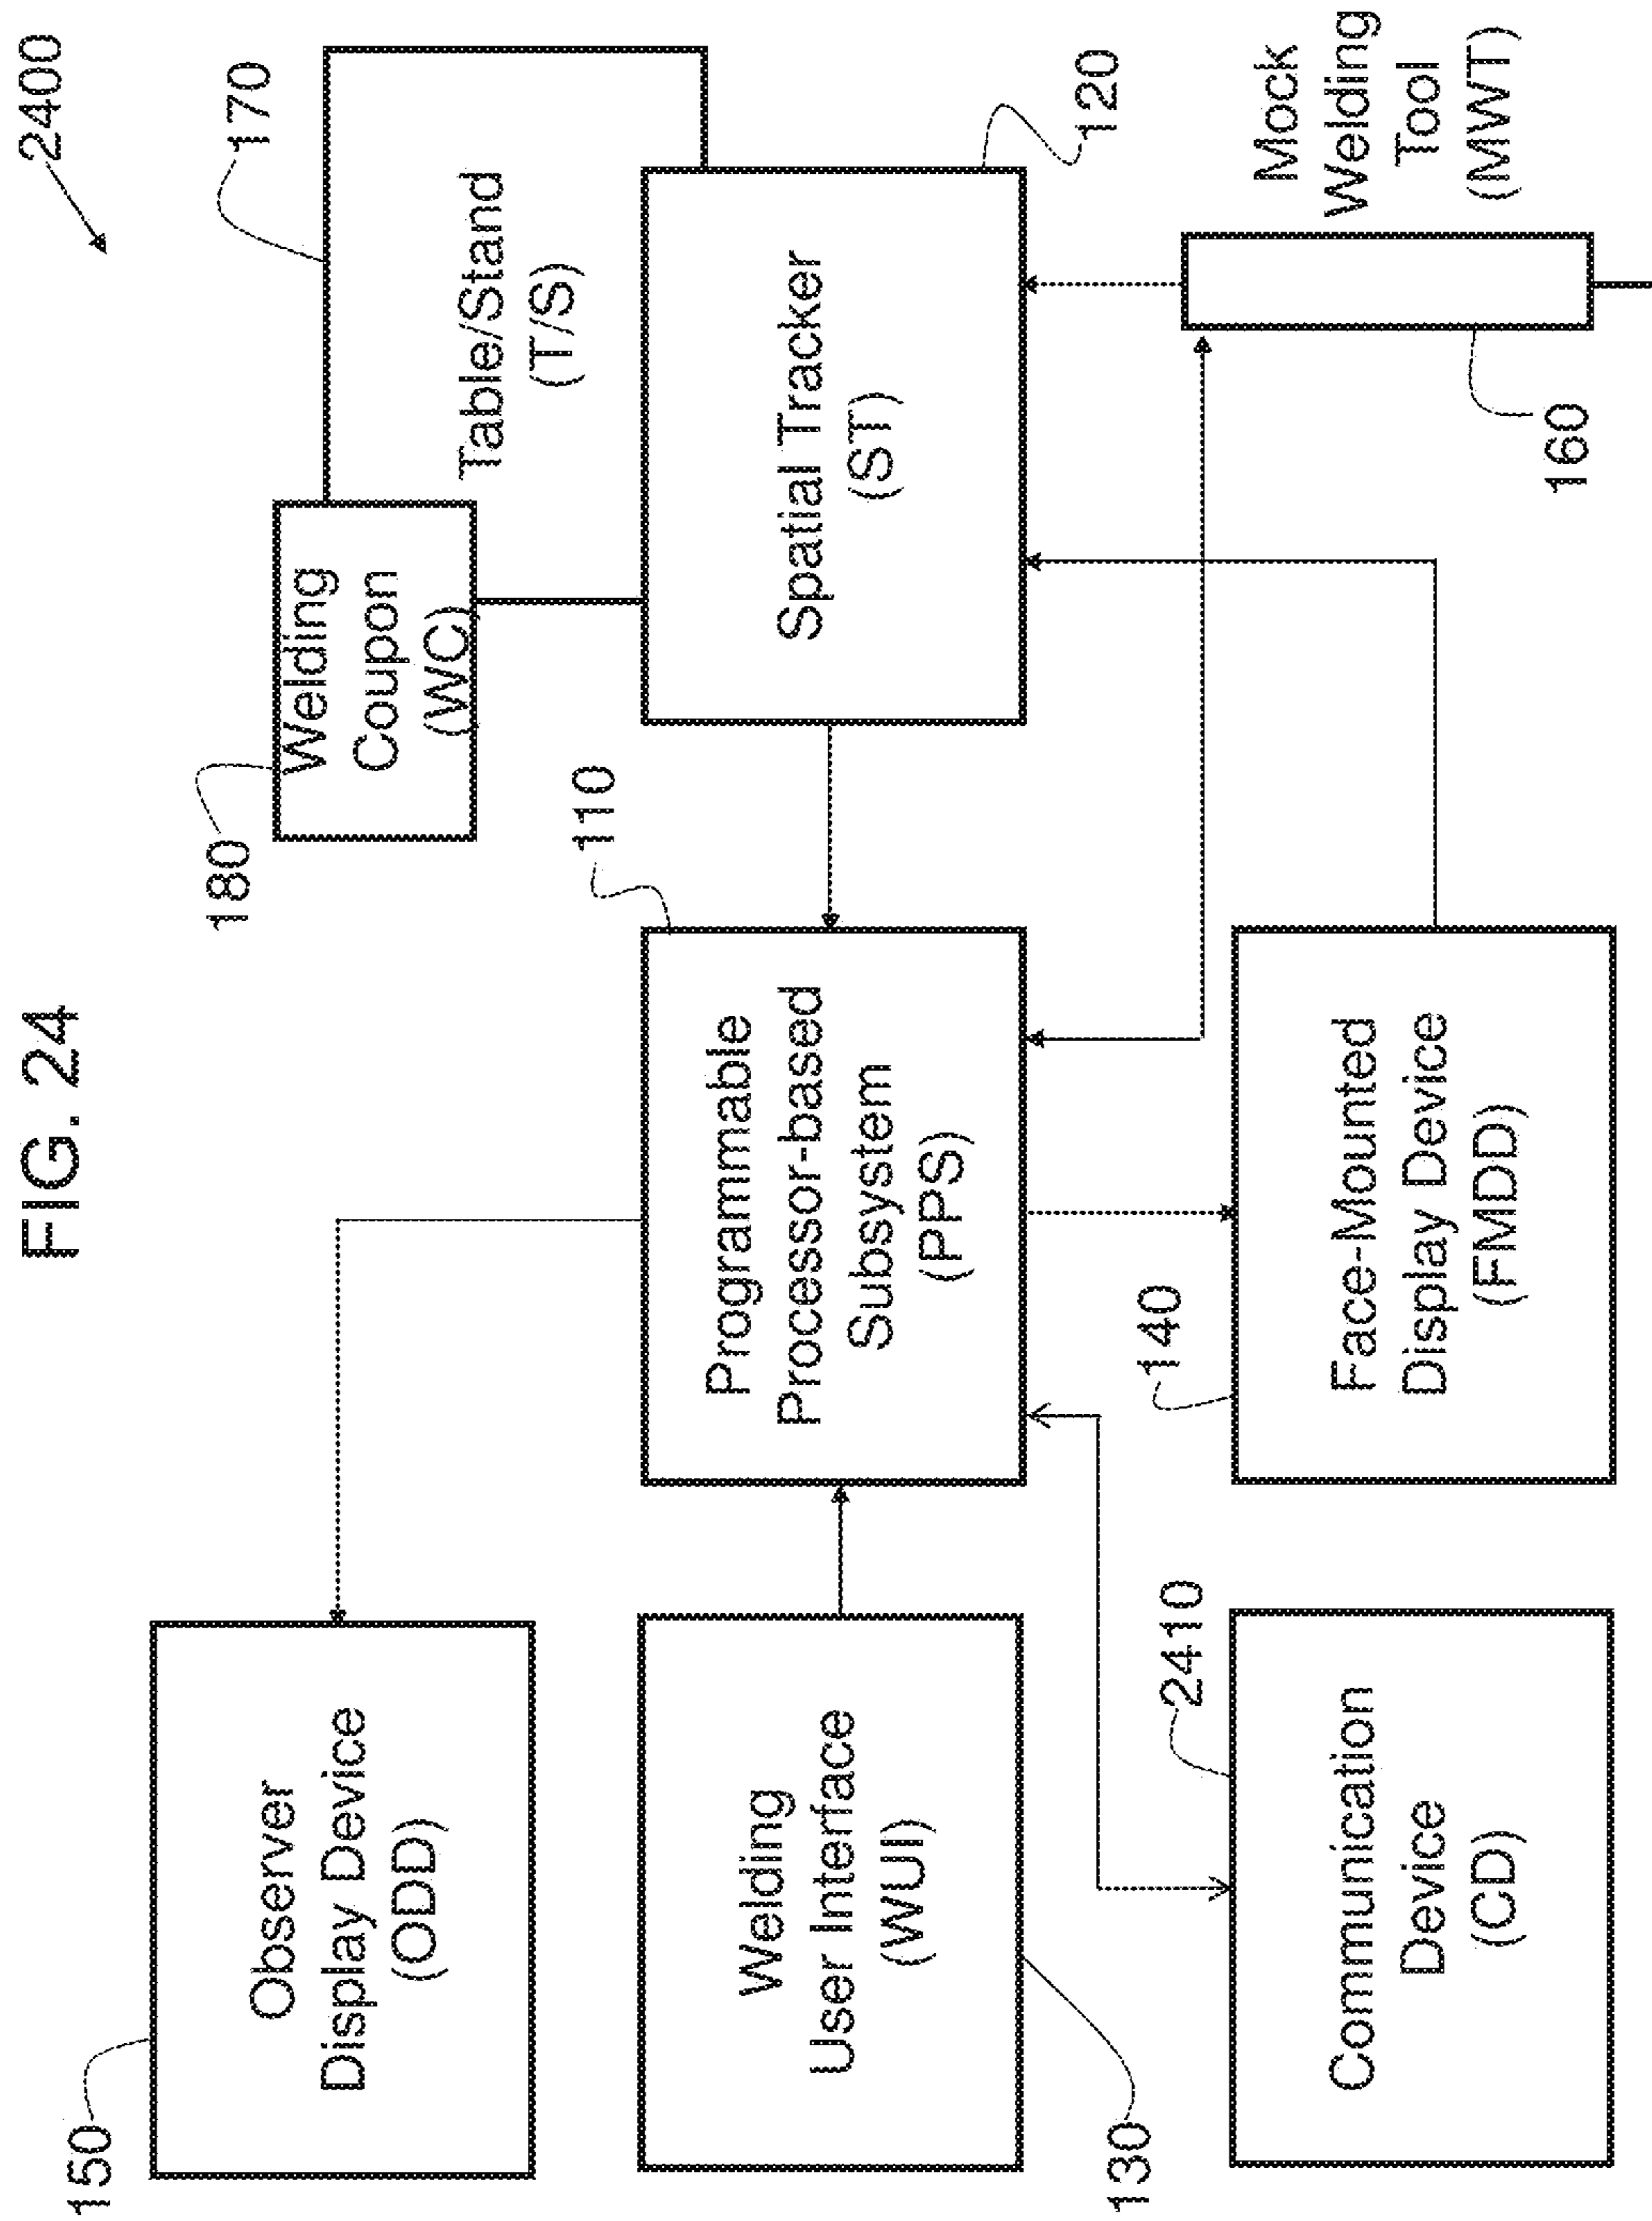 FIG. 24
2400
150
Observer
Display Device
(ODD)
180
Welding
Coupon
(WC)
170
Table/Stand
(T/S)
110
Programmable
Processor-based
Subsystem
(PPS)
Welding
User Interface
(WUI)
130
Spatial Tracker
(ST)
120
2410
Communication
Device
(CD)
140
Face-Mounted
Display Device
(FMDD)
160
Mock
Welding
Tool
(MWT)